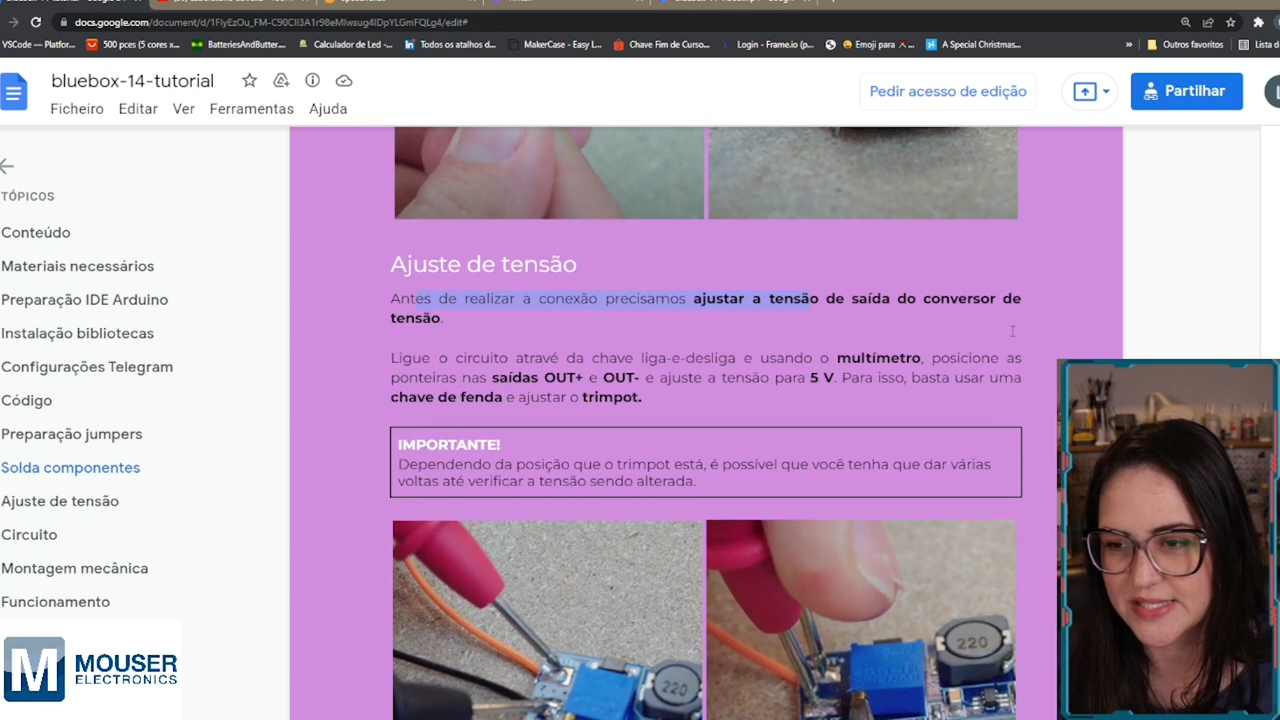 docs.google.com/document/d/1FIyEzOu_FM-C90CIl3A1r98eMlwsug4lDpYLGmFQLg4/edit#
VSCode — Platfor...
500 pces (5 cores x...
BatteriesAndButter...
Calculador de Led -...
Todos os atalhos d...
MakerCase - Easy L...
Chave Fim de Curso...
Login - Frame.io (p...
Emoji para
A Special Christmas...
»
Outros favoritos
Lista d
bluebox-14-tutorial
Ficheiro Editar Ver Ferramentas Ajuda
Pedir acesso de edição
Partilhar
TÓPICOS
Conteúdo
Materiais necessários
Preparação IDE Arduino
Instalação bibliotecas
Configurações Telegram
Código
Preparação jumpers
Solda componentes
Ajuste de tensão
Circuito
Montagem mecânica
Funcionamento
M MOUSER
ELECTRONICS
Ajuste de tensão
Antes de realizar a conexão precisamos ajustar a tensão de saída do conversor de
tensão.
Ligue o circuito atravé da chave liga-e-desliga e usando o multímetro, posicione as
ponteiras nas saídas OUT+ e OUT- e ajuste a tensão para 5 V. Para isso, basta usar uma
chave de fenda e ajustar o trimpot.
IMPORTANTE!
Dependendo da posição que o trimpot está, é possível que você tenha que dar várias
voltas até verificar a tensão sendo alterada.
220
220